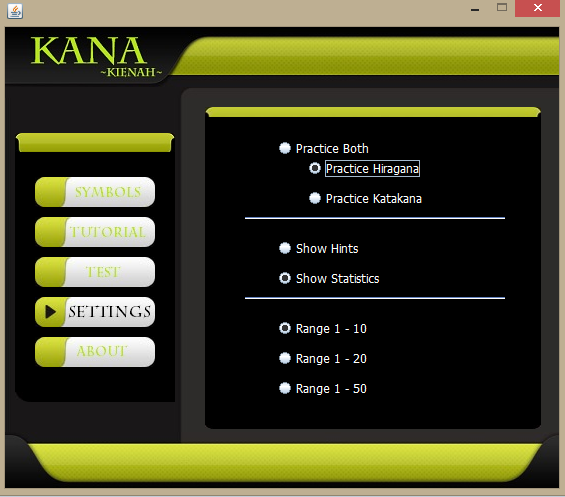 KANA
~KIENAH~
SYMBOLS
TUTORIAL
TEST
SETTINGS
ABOUT
Practice Both
Practice Hiragana
Practice Katakana
Show Hints
Show Statistics
Range 1 - 10
Range 1 - 20
Range 1 - 50